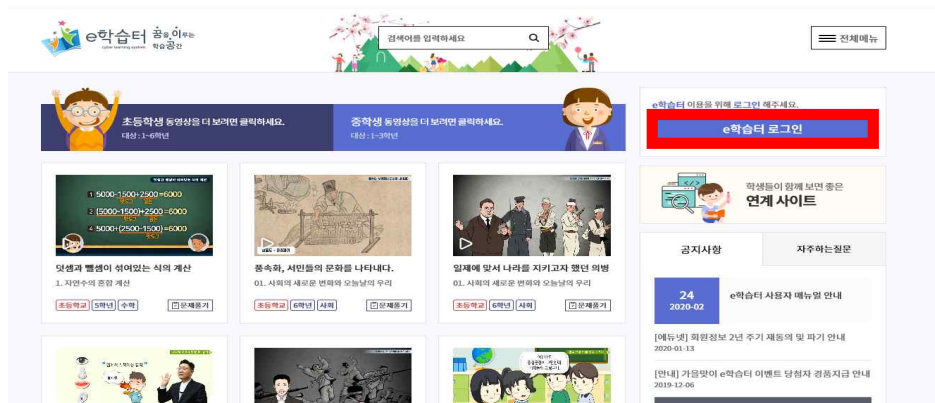 e학습터 꿈을 이루는 학습공간
cyber learning system
검색어를 입력하세요
전체메뉴
초등학생 동영상을 더 보려면 클릭하세요.
대상 : 1~6학년
중학생 동영상을 더 보려면 클릭하세요.
대상 : 1~3학년
e학습터 이용을 위해 로그인 해주세요.
e학습터 로그인
학생들이 함께 보면 좋은
연계 사이트
1 5000-1500+2500=6000
2 (5000-1500)+2500=6000
4 5000+(2500-1500)=6000
덧셈과 뺄셈이 섞여있는 식의 계산
1. 자연수의 혼합 계산
초등학교 5학년 수학 문제풀기
풍속화, 서민들의 문화를 나타내다.
01. 사회의 새로운 변화와 오늘날의 우리
초등학교 6학년 사회 문제풀기
일제에 맞서 나라를 지키고자 했던 의병
01. 사회의 새로운 변화와 오늘날의 우리
초등학교 6학년 사회 문제풀기
공지사항
자주하는질문
24
2020-02
e학습터 사용자 매뉴얼 안내
[에듀넷] 회원정보 2년 주기 재동의 및 파기 안내
2020-01-13
[안내] 가을맞이 e학습터 이벤트 당첨자 경품지급 안내
2019-12-06